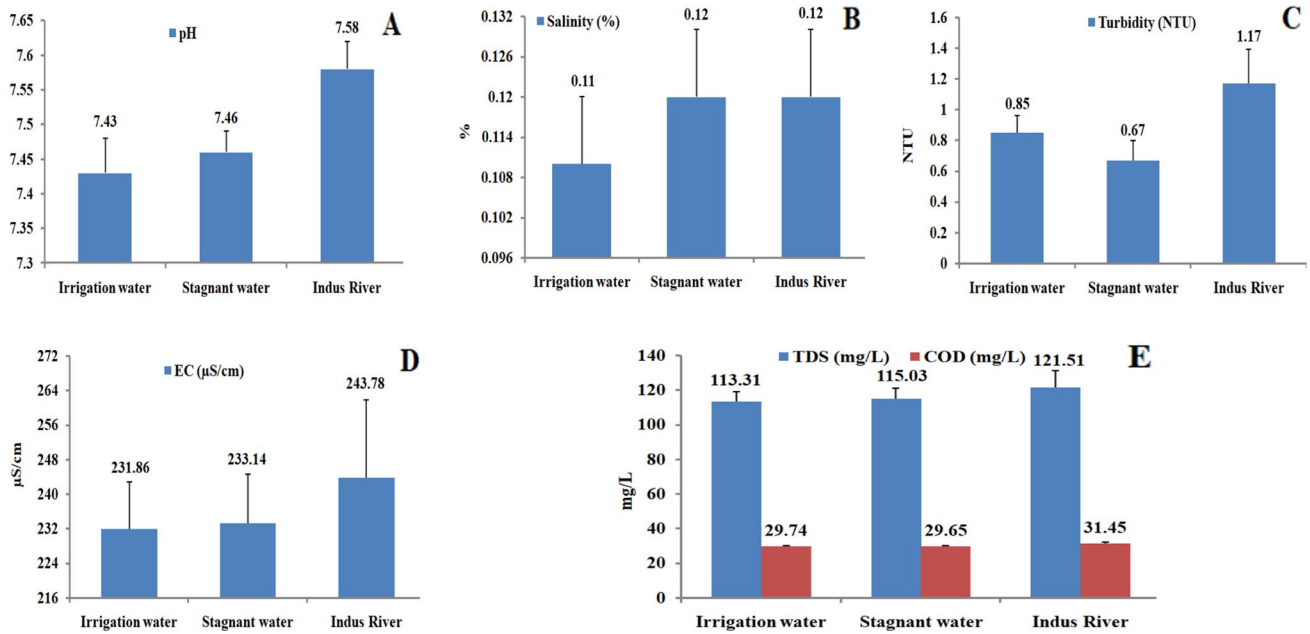 A
pH
7.65
7.6
7.55
7.5
7.45
7.4
7.35
7.3
7.43
7.46
7.58
Irrigation water
Stagnant water
Indus River
B
Salinity (%)
%
0.132
0.126
0.12
0.114
0.108
0.102
0.096
0.11
0.12
0.12
Irrigation water
Stagnant water
Indus River
C
Turbidity (NTU)
NTU
1.6
1.4
1.2
1
0.8
0.6
0.4
0.2
0
0.85
0.67
1.17
Irrigation water
Stagnant water
Indus River
D
EC (µS/cm)
µS/cm
272
264
256
248
240
232
224
216
231.86
233.14
243.78
Irrigation water
Stagnant water
Indus River
E
TDS (mg/L)
COD (mg/L)
mg/L
140
120
100
80
60
40
20
0
113.31
115.03
121.51
29.74
29.65
31.45
Irrigation water
Stagnant water
Indus River